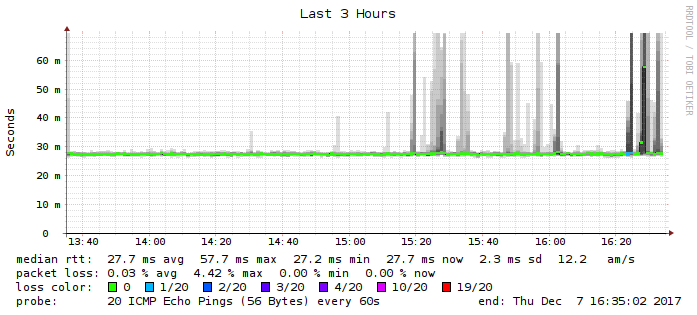 Last 3 Hours
RRDTOOL / TOBI OETIKER
Seconds
60 m
50 m
40 m
30 m
20 m
10 m
0
13:40 14:00 14:20 14:40 15:00 15:20 15:40 16:00 16:20
median rtt: 27.7 ms avg 57.7 ms max 27.2 ms min 27.7 ms now 2.3 ms sd 12.2 am/s
packet loss: 0.03 % avg 4.42 % max 0.00 % min 0.00 % now
loss color: 0 1/20 2/20 3/20 4/20 10/20 19/20
probe: 20 ICMP Echo Pings (56 Bytes) every 60s end: Thu Dec 7 16:35:02 2017